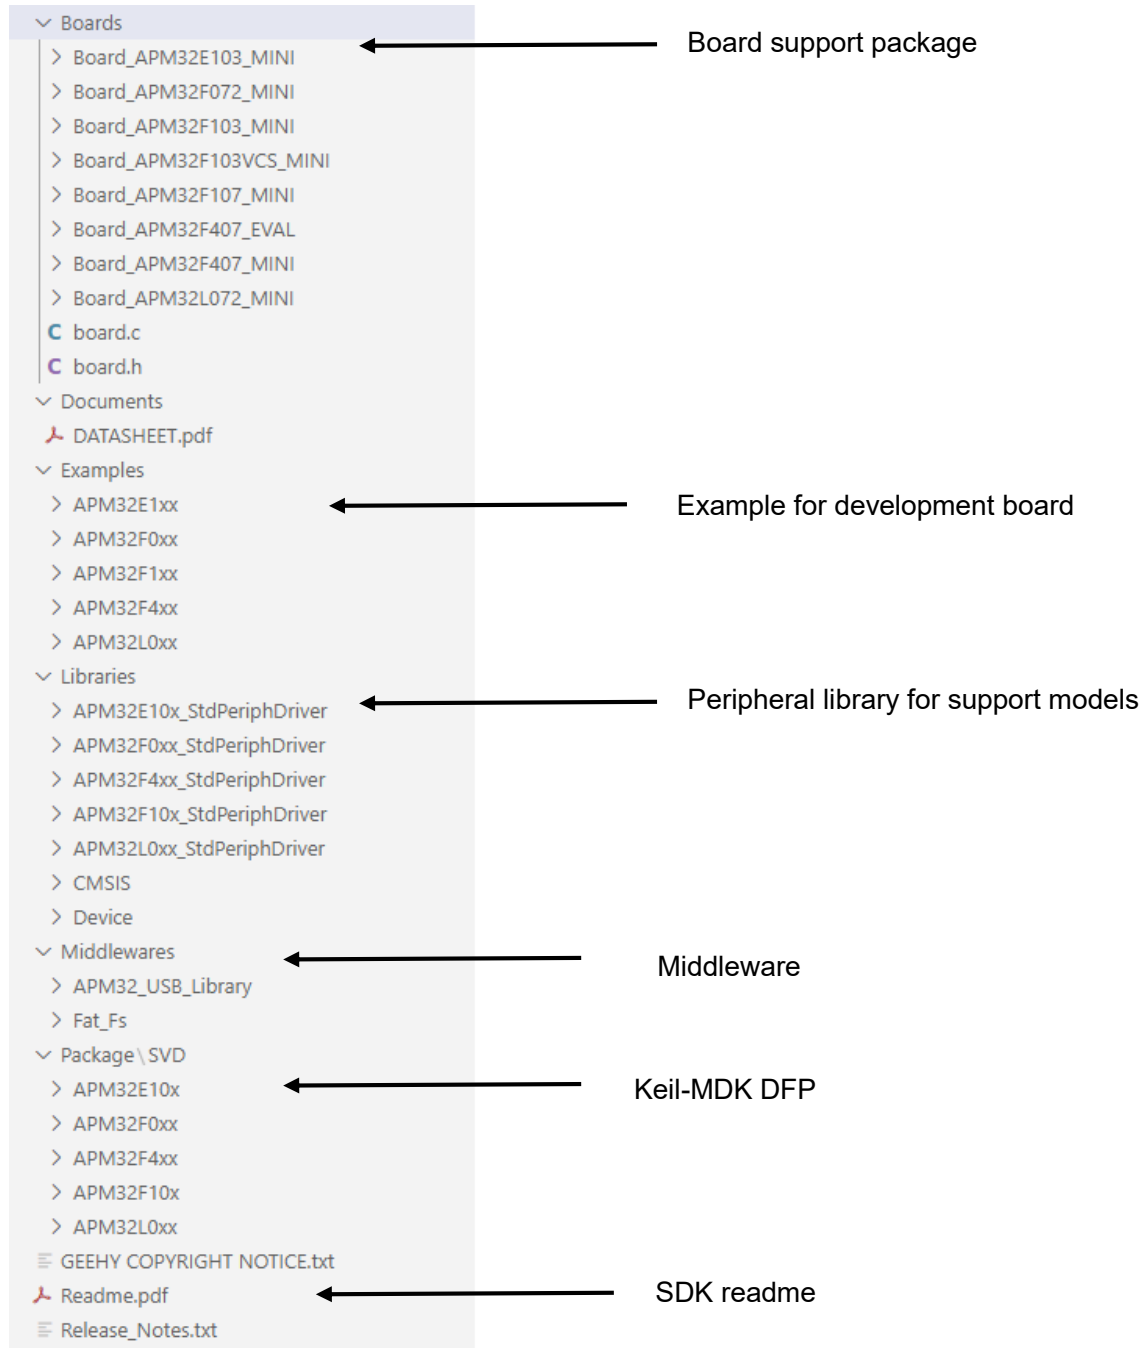 Boards
Board support package
Board_APM32E103_MINI
Board_APM32F072_MINI
Board_APM32F103_MINI
Board_APM32F103VCS_MINI
Board_APM32F107_MINI
Board_APM32F407_EVAL
Board_APM32F407_MINI
Board_APM32L072_MINI
C board.c
C board.h
Documents
DATASHEET.pdf
Examples
APM32E1xx
Example for development board
APM32F0xx
APM32F1xx
APM32F4xx
APM32L0xx
Libraries
Peripheral library for support models
APM32E10x_StdPeriphDriver
APM32F0xx_StdPeriphDriver
APM32F4xx_StdPeriphDriver
APM32F10x_StdPeriphDriver
APM32L0xx_StdPeriphDriver
CMSIS
Device
Middlewares
Middleware
APM32_USB_Library
Fat_Fs
Package\SVD
APM32E10x
Keil-MDK DFP
APM32F0xx
APM32F4xx
APM32F10x
APM32L0xx
GEEHY COPYRIGHT NOTICE.txt
Readme.pdf
SDK readme
Release_Notes.txt